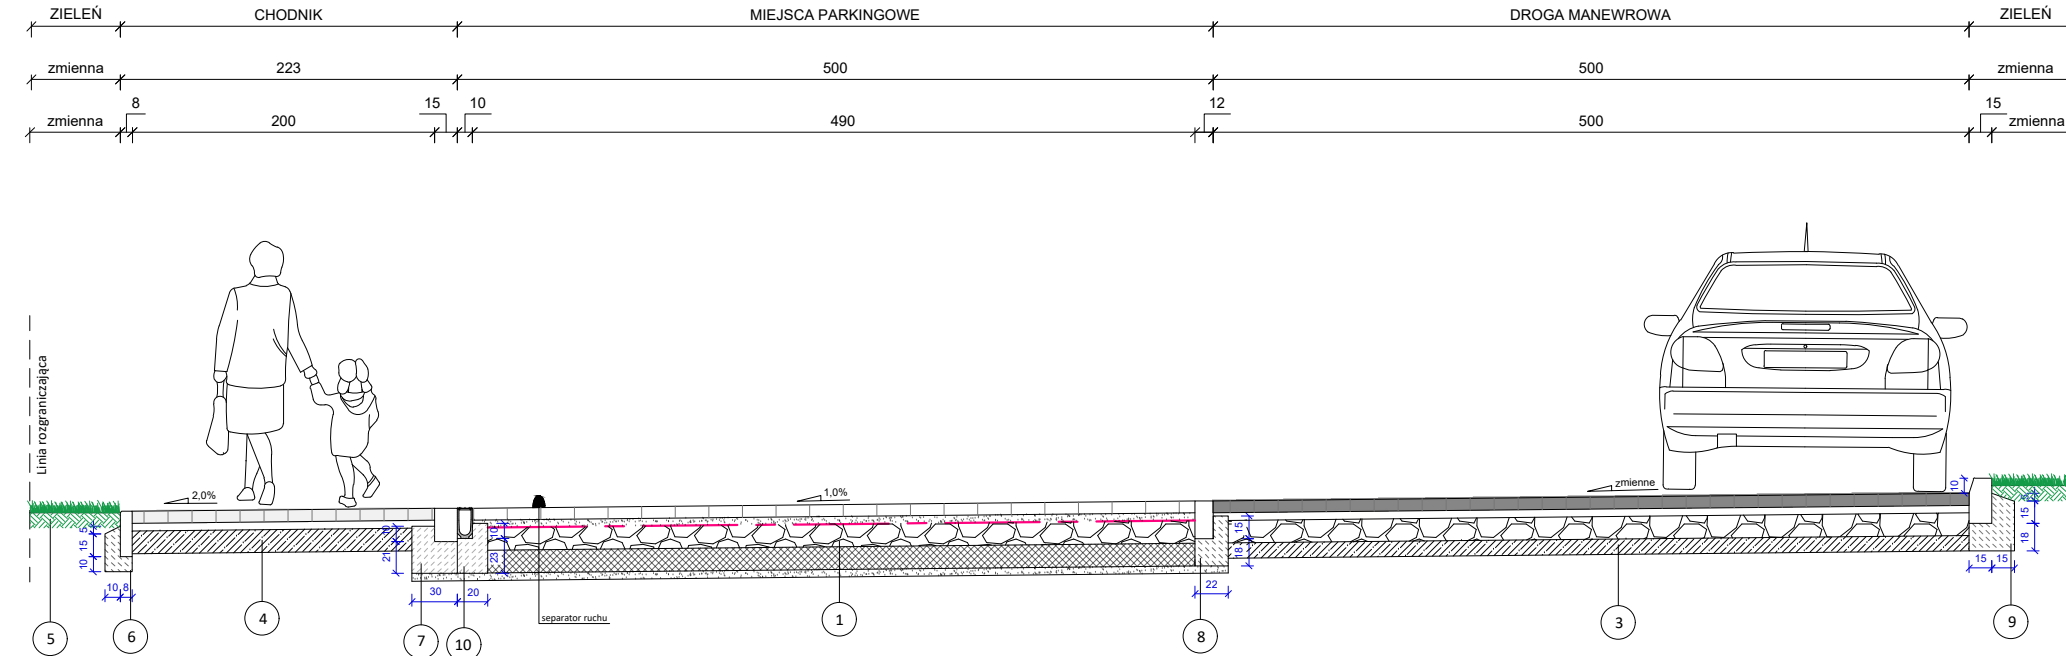 ZIELEŃ CHODNIK MIEJSCA PARKINGOWE DROGA MANEWROWA ZIELEŃ
zmienna 223 500 500 zmienna
8 15 10 12 15
zmienna 200 490 500 zmienna
Linia rozgraniczająca
2,0% 1,0% zmienne
10
5 15 10
10 8
10 21
30 20
10 23
15 18
22
5 15 18
15 15
separator ruchu
5 6 4 7 10 1 8 3 9